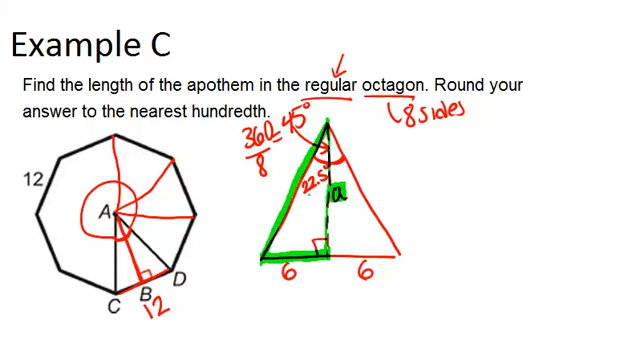 Example C
Find the length of the apothem in the regular octagon. Round your
answer to the nearest hundredth.
8 sides
360/8 = 45°
12
A
22.5°
a
D
B
C
12
6
6